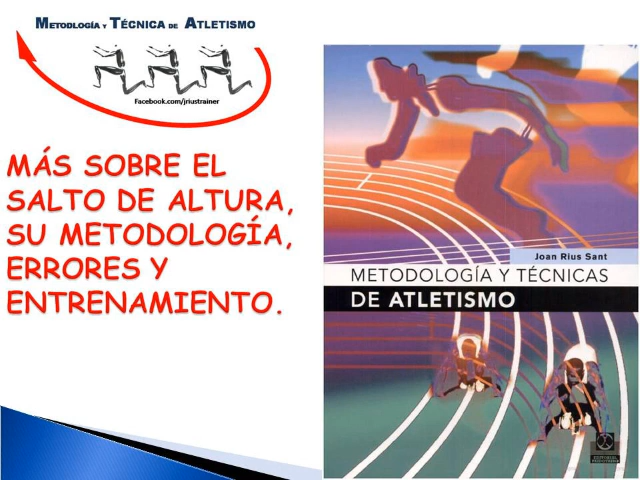 METODLOGÍA Y TÉCNICA DE ATLETISMO
Facebook.com/jriustrainer
MÁS SOBRE EL
SALTO DE ALTURA,
SU METODOLOGÍA,
ERRORES Y
ENTRENAMIENTO.
Joan Rius Sant
METODOLOGÍA Y TÉCNICAS
DE ATLETISMO